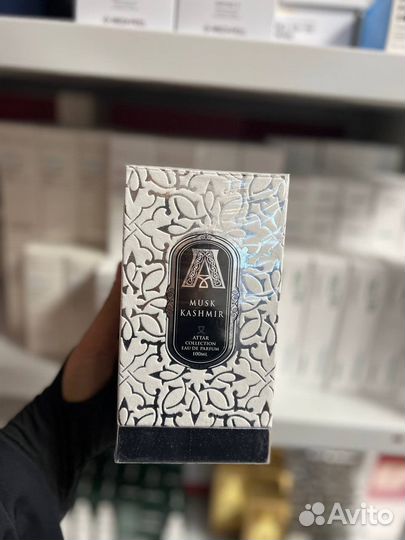 A
MUSK
KASHMIR
ATTAR
COLLECTION
EAU DE PARFUM
100ML
Avito